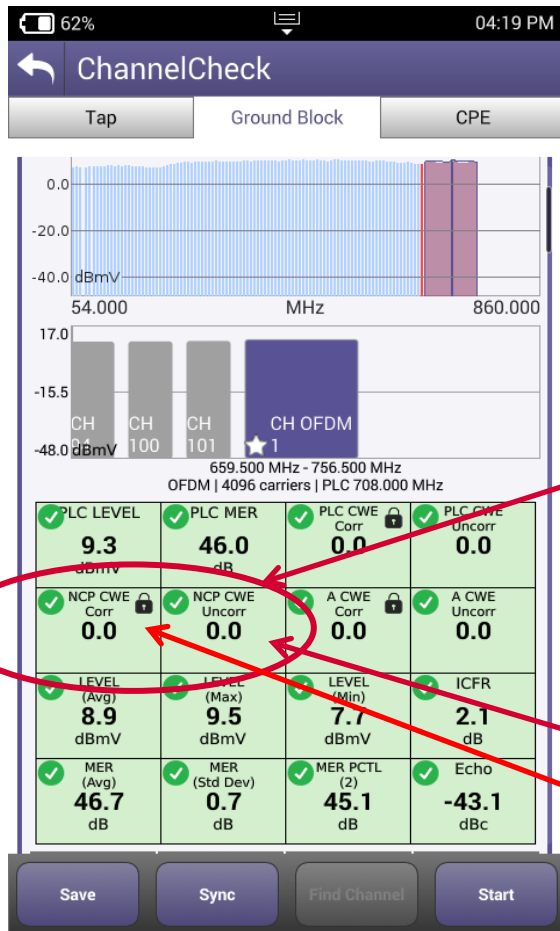 62%
04:19 PM
ChannelCheck
Tap
Ground Block
CPE
0.0
-20.0
-40.0 dBmV
54.000 MHz 860.000
17.0
-15.5
-48.0 dBmV
CH
CH 100
CH 101
CH OFDM 1
659.500 MHz - 756.500 MHz
OFDM | 4096 carriers | PLC 708.000 MHz
PLC LEVEL
9.3
dBmV
PLC MER
46.0
dB
PLC CWE
Corr
0.0
PLC CWE
Uncorr
0.0
NCP CWE
Corr
0.0
NCP CWE
Uncorr
0.0
A CWE
Corr
0.0
A CWE
Uncorr
0.0
LEVEL
(Avg)
8.9
dBmV
LEVEL
(Max)
9.5
dBmV
LEVEL
(Min)
7.7
dBmV
ICFR
2.1
dB
MER
(Avg)
46.7
dB
MER
(Std Dev)
0.7
dB
MER PCTL
(2)
45.1
dB
Echo
-43.1
dBc
Save
Sync
Find Channel
Start